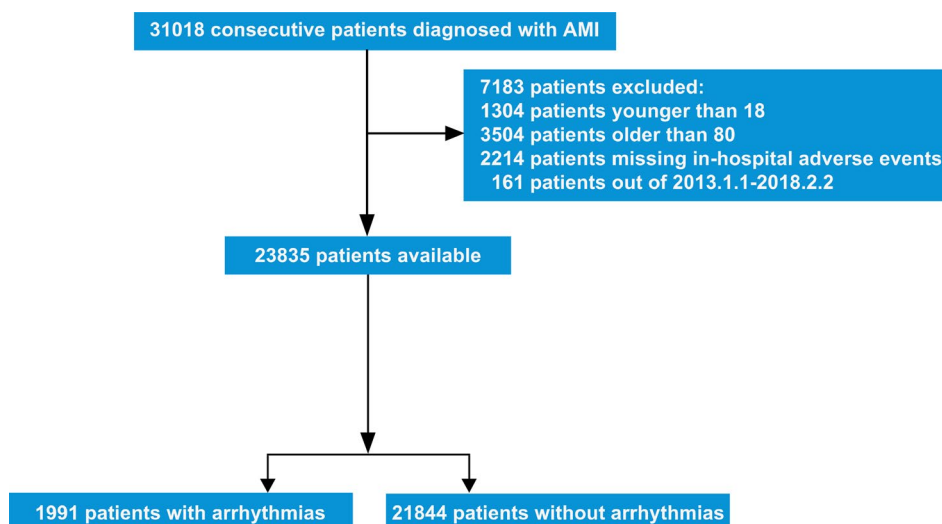 31018 consecutive patients diagnosed with AMI
7183 patients excluded:
1304 patients younger than 18
3504 patients older than 80
2214 patients missing in-hospital adverse events
161 patients out of 2013.1.1-2018.2.2
23835 patients available
1991 patients with arrhythmias
21844 patients without arrhythmias